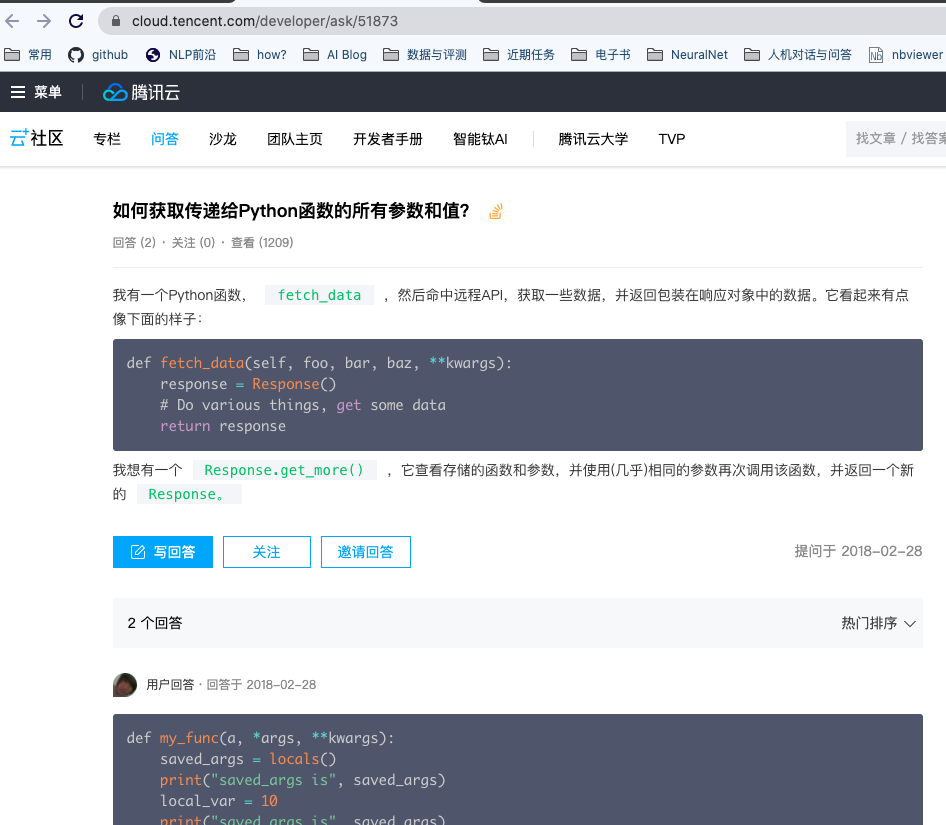 cloud.tencent.com/developer/ask/51873
常用 github NLP前沿 how? AI Blog 数据与评测 近期任务 电子书 NeuralNet 人机对话与问答 nbviewer
菜单 腾讯云
云+社区 专栏 问答 沙龙 团队主页 开发者手册 智能钛AI 腾讯云大学 TVP 找文章 / 找答案
如何获取传递给Python函数的所有参数和值?
回答 (2) · 关注 (0) · 查看 (1209)
我有一个Python函数， fetch_data ，然后命中远程API，获取一些数据，并返回包装在响应对象中的数据。它看起来有点
像下面的样子：
def fetch_data(self, foo, bar, baz, **kwargs):
    response = Response()
    # Do various things, get some data
    return response
我想有一个 Response.get_more() ，它查看存储的函数和参数，并使用(几乎)相同的参数再次调用该函数，并返回一个新
的 Response。
写回答 关注 邀请回答 提问于 2018-02-28
2 个回答 热门排序
用户回答 · 回答于 2018-02-28
def my_func(a, *args, **kwargs):
    saved_args = locals()
    print("saved_args is", saved_args)
    local_var = 10
    print("saved_args is", saved_args)